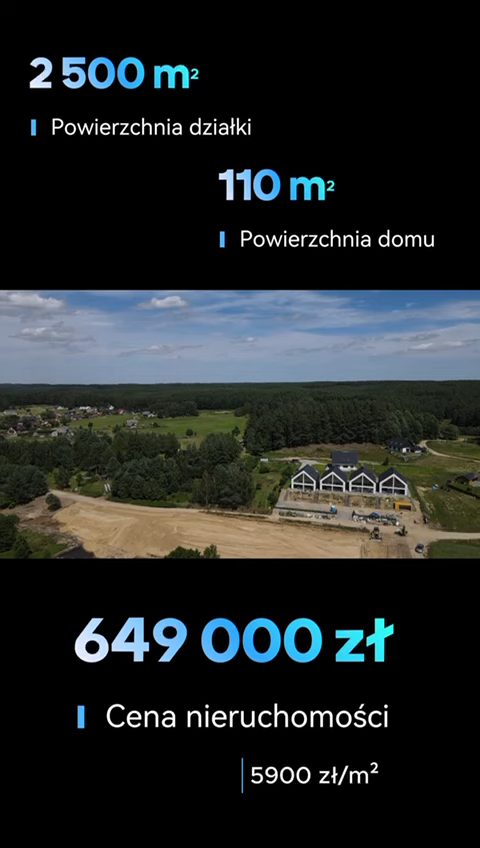 2 500 m²
Powierzchnia działki
110 m²
Powierzchnia domu
649 000 zł
Cena nieruchomości
5900 zł/m²